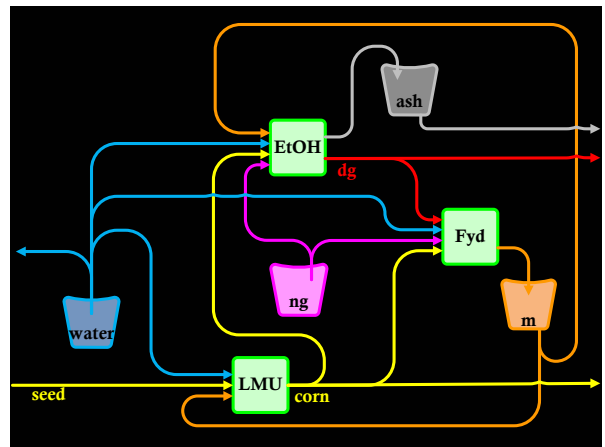 ash
EtOH
dg
Fyd
ng
m
water
LMU
seed
corn